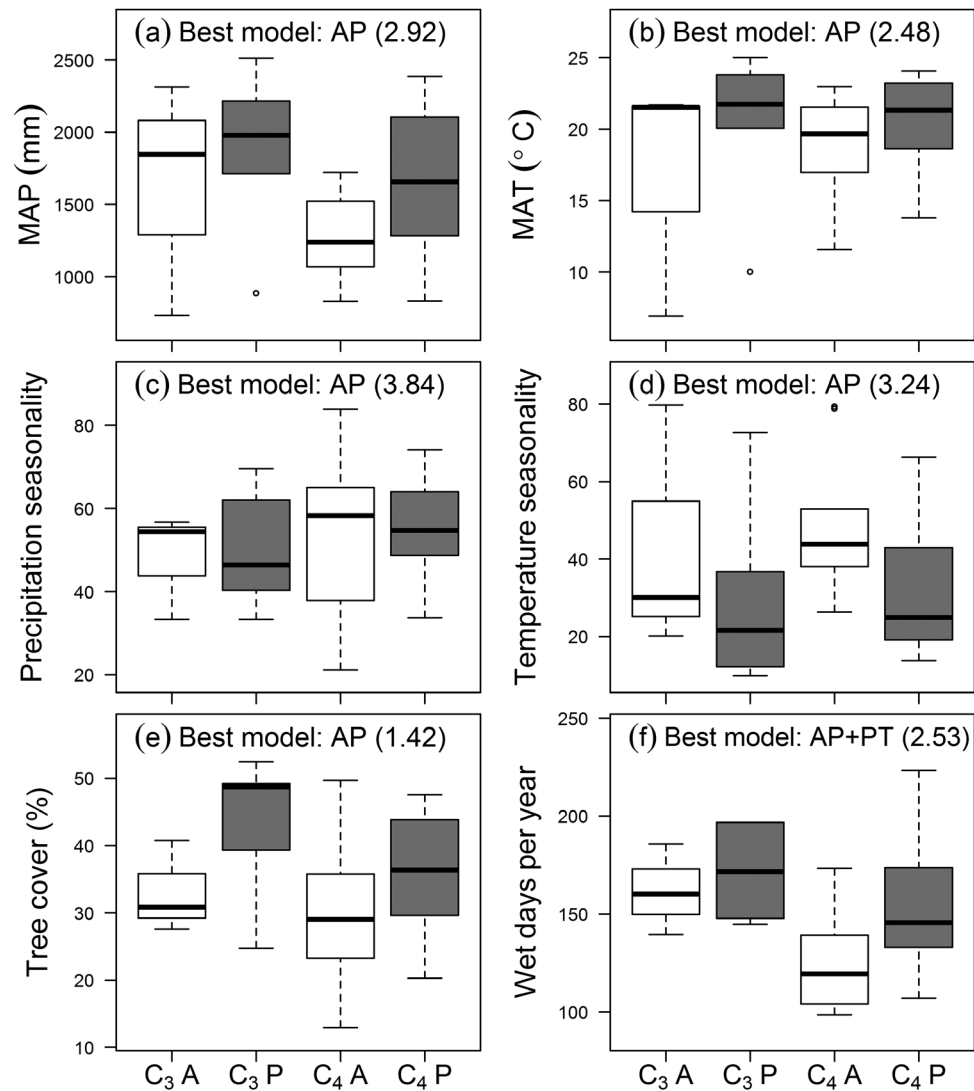 (a) Best model: AP (2.92)
MAP (mm)
2500
2000
1500
1000
(b) Best model: AP (2.48)
MAT (° C)
25
20
15
10
(c) Best model: AP (3.84)
Precipitation seasonality
80
60
40
20
(d) Best model: AP (3.24)
Temperature seasonality
80
60
40
20
(e) Best model: AP (1.42)
Tree cover (%)
50
40
30
20
10
C₃ A C₃ P C₄ A C₄ P
(f) Best model: AP+PT (2.53)
Wet days per year
250
200
150
100
C₃ A C₃ P C₄ A C₄ P